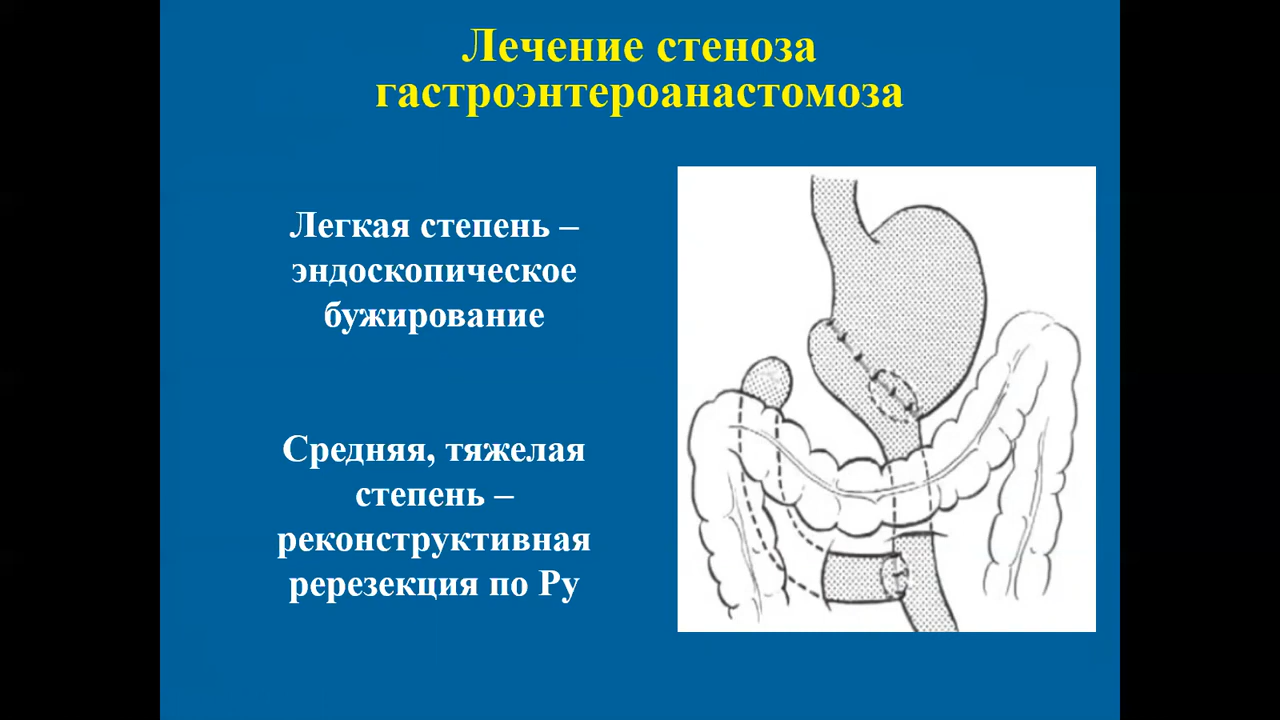 Лечение стеноза
гастроэнтероанастомоза
Легкая степень –
эндоскопическое
бужирование
Средняя, тяжелая
степень –
реконструктивная
ререзекция по Ру